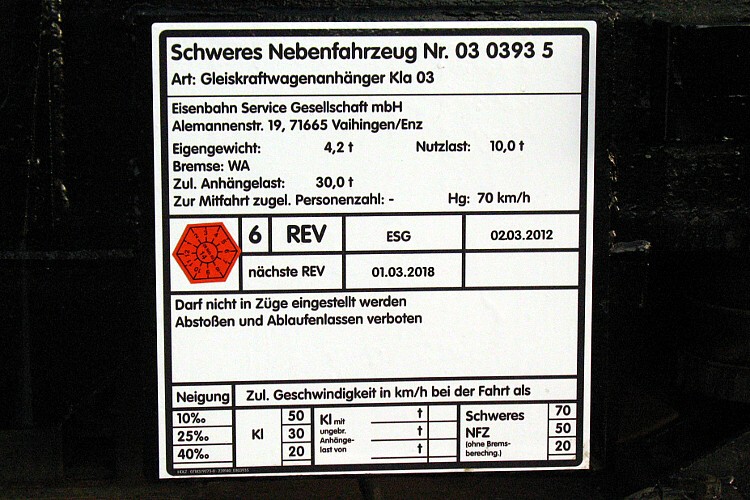 Schweres Nebenfahrzeug Nr. 03 0393 5
Art: Gleiskraftwagenanhänger Kla 03
Eisenbahn Service Gesellschaft mbH
Alemannenstr. 19, 71665 Vaihingen/Enz
Eigengewicht: 4,2 t Nutzlast: 10,0 t
Bremse: WA
Zul. Anhängelast: 30,0 t
Zur Mitfahrt zugel. Personenzahl: - Hg: 70 km/h
6 REV ESG 02.03.2012
nächste REV 01.03.2018
Darf nicht in Züge eingestellt werden
Abstoßen und Ablaufenlassen verboten
Neigung Zul. Geschwindigkeit in km/h bei der Fahrt als
10‰ 50 t 70
25‰ 30 t 50
40‰ 20 t 20
Kl
Kl mit
ungebr.
Anhänge-
last von
Schweres
NFZ
(ohne Brems-
berechng.)